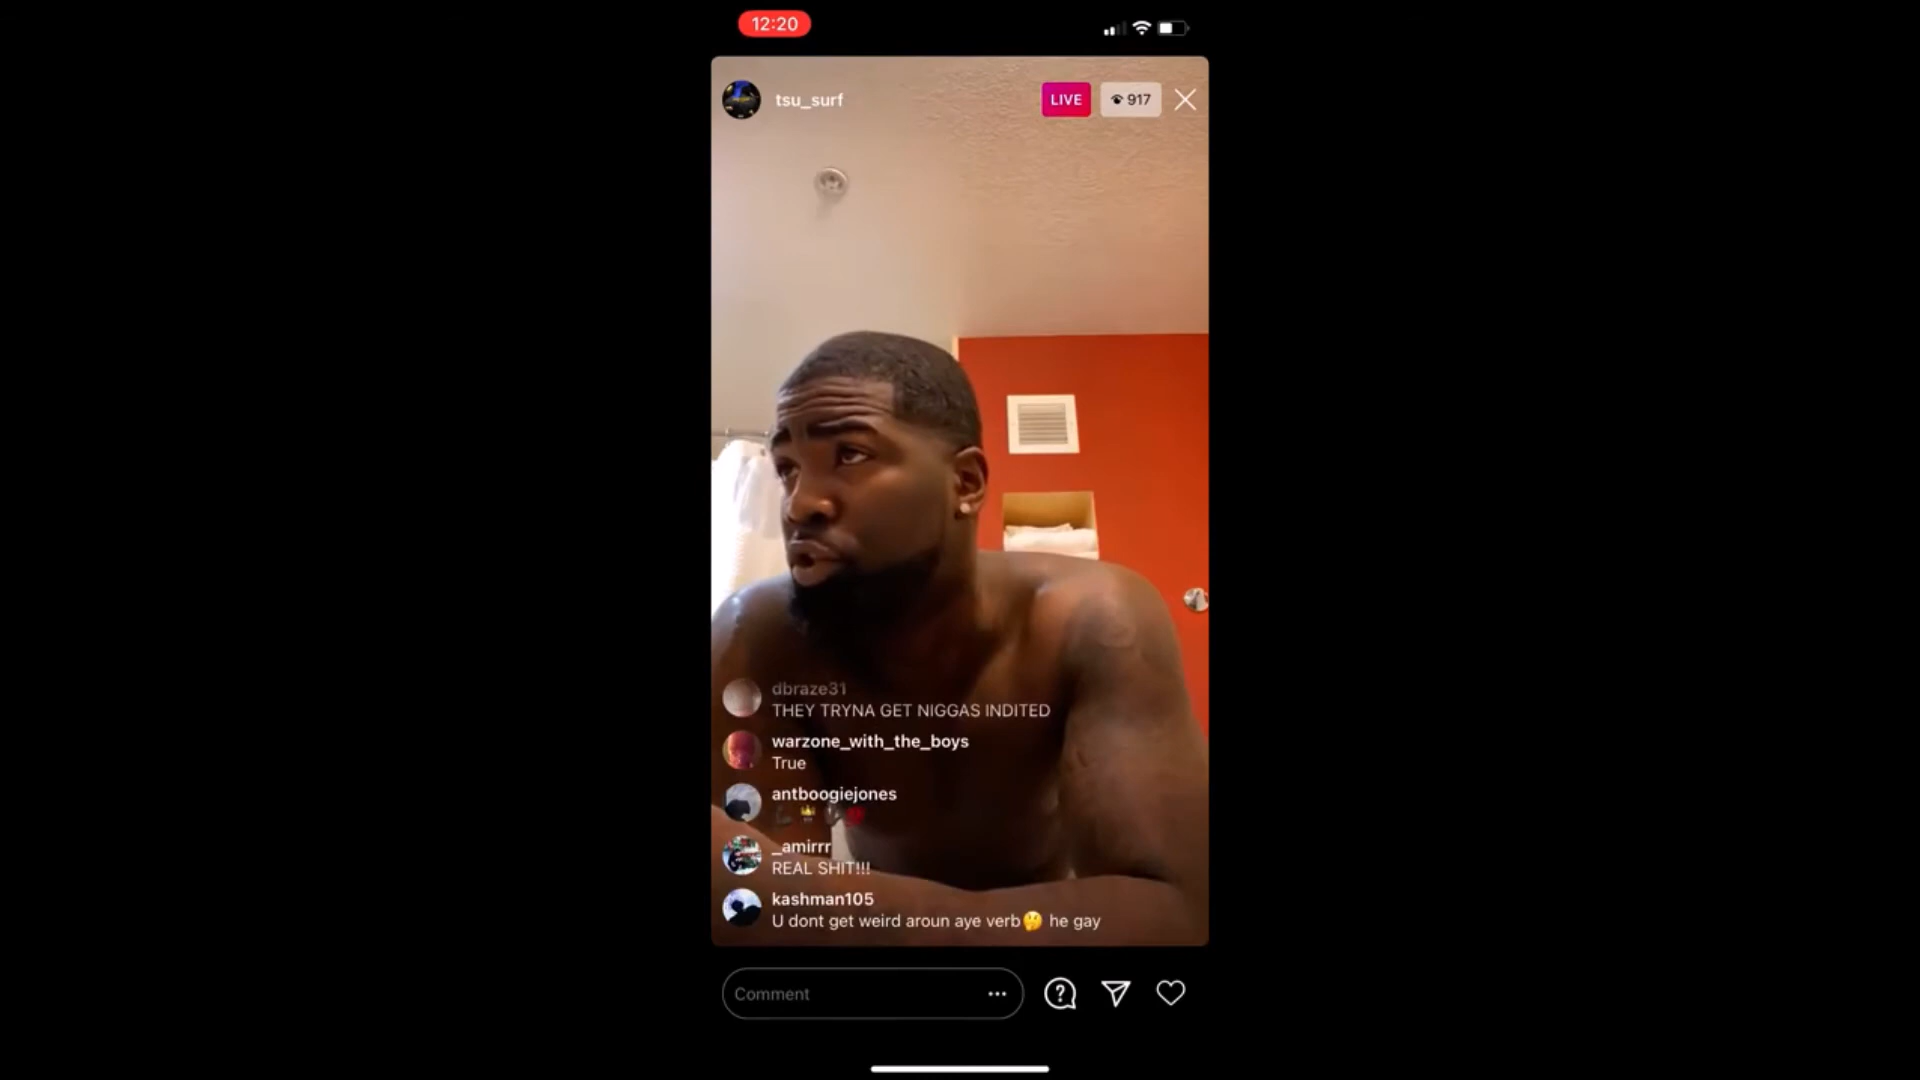 12:20
tsu_surf
LIVE
917
dbraze31
THEY TRYNA GET NIGGAS INDITED
warzone_with_the_boys
True
antboogiejones
_amirrr
REAL SHIT!!!
kashman105
U dont get weird aroun aye verb🤔 he gay
Comment